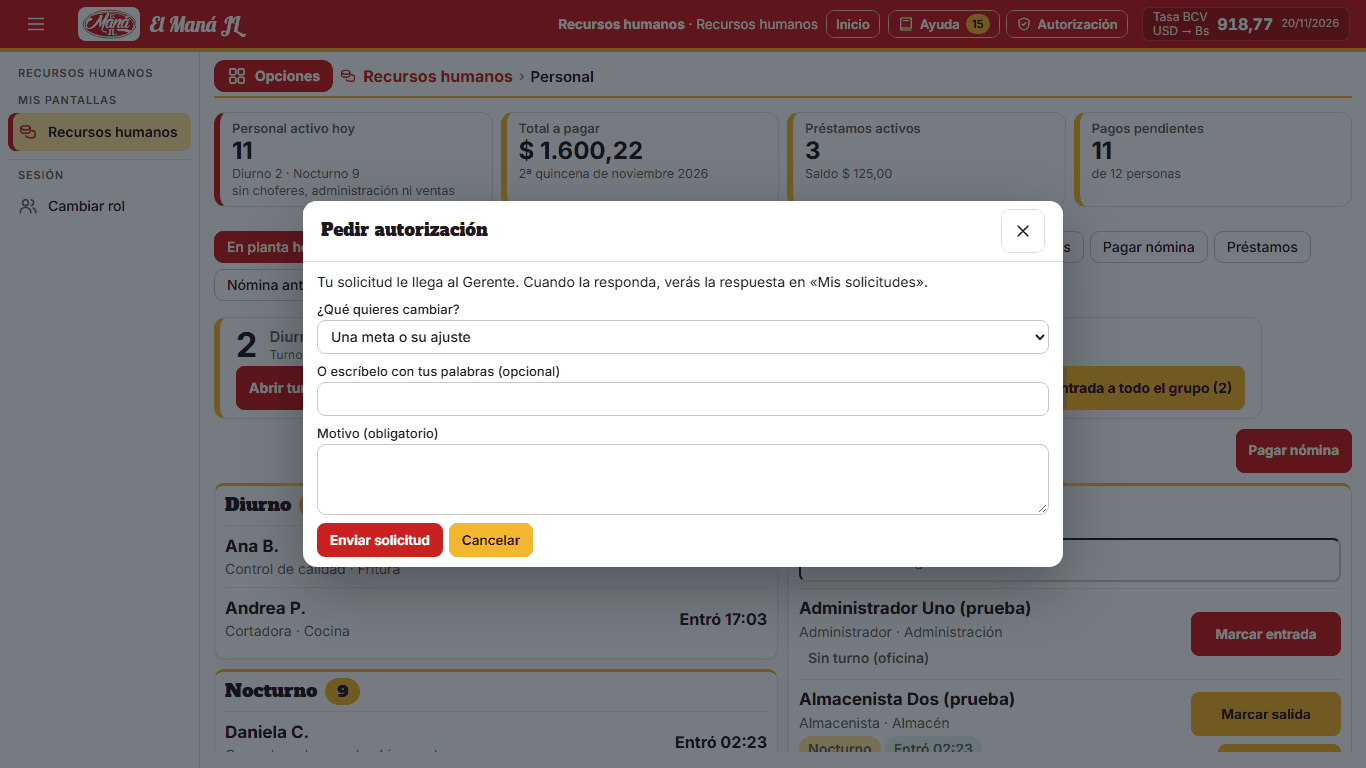 El Maná JL
Recursos humanos · Recursos humanos
Inicio
Ayuda 15
Autorización
Tasa BCV
USD → Bs
918,77
20/11/2026
RECURSOS HUMANOS
MIS PANTALLAS
Recursos humanos
SESIÓN
Cambiar rol
Opciones
Recursos humanos › Personal
Personal activo hoy
11
Diurno 2 · Nocturno 9
sin choferes, administración ni ventas
Total a pagar
$ 1.600,22
2ª quincena de noviembre 2026
Préstamos activos
3
Saldo $ 125,00
Pagos pendientes
11
de 12 personas
En planta
Pagar nómina
Préstamos
Nómina
Pedir autorización
Tu solicitud le llega al Gerente. Cuando la responda, verás la respuesta en «Mis solicitudes».
¿Qué quieres cambiar?
Una meta o su ajuste
O escríbelo con tus palabras (opcional)
Motivo (obligatorio)
Enviar solicitud
Cancelar
2
Turno
Abrir
a todo el grupo (2)
Pagar nómina
Diurno
Ana B.
Control de calidad · Fritura
Andrea P.
Cortadora · Cocina
Entró 17:03
Nocturno 9
Daniela C.
Entró 02:23
Administrador Uno (prueba)
Administrador · Administración
Sin turno (oficina)
Marcar entrada
Almacenista Dos (prueba)
Almacenista · Almacén
Nocturno
Entró 02:23
Marcar salida